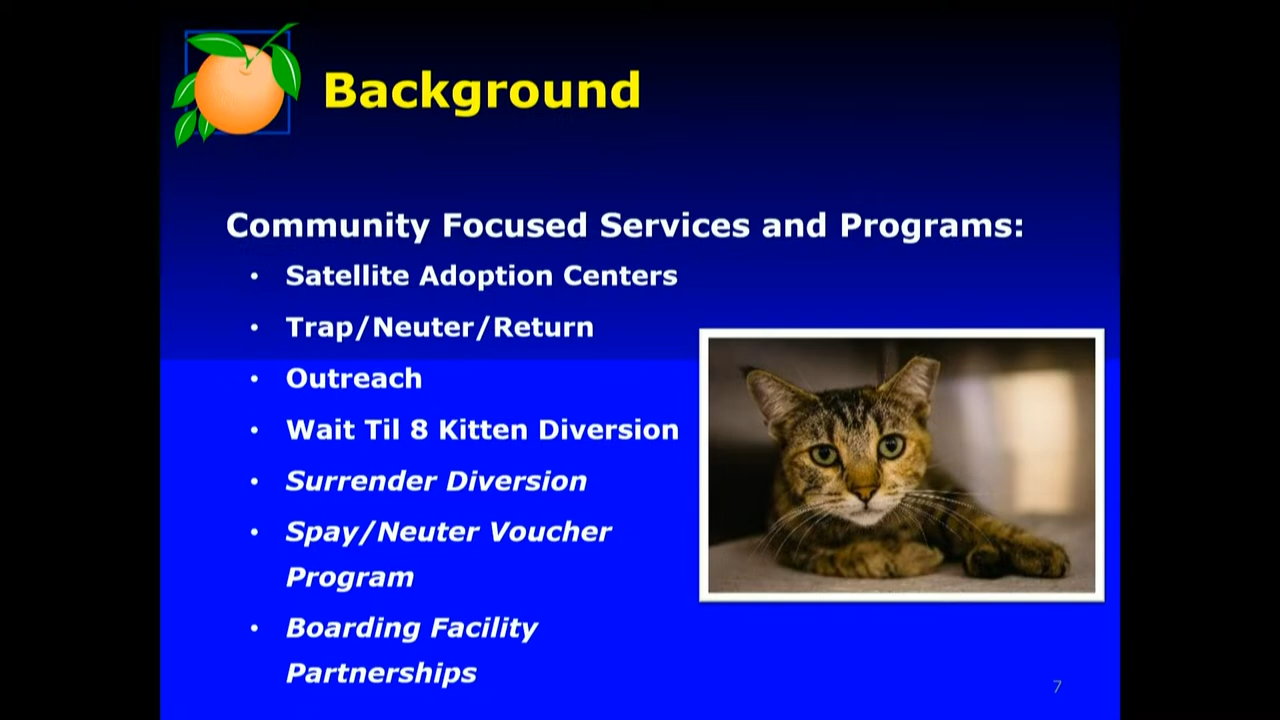 Background
Community Focused Services and Programs:
• Satellite Adoption Centers
• Trap/Neuter/Return
• Outreach
• Wait Til 8 Kitten Diversion
• Surrender Diversion
• Spay/Neuter Voucher
Program
• Boarding Facility
Partnerships
7